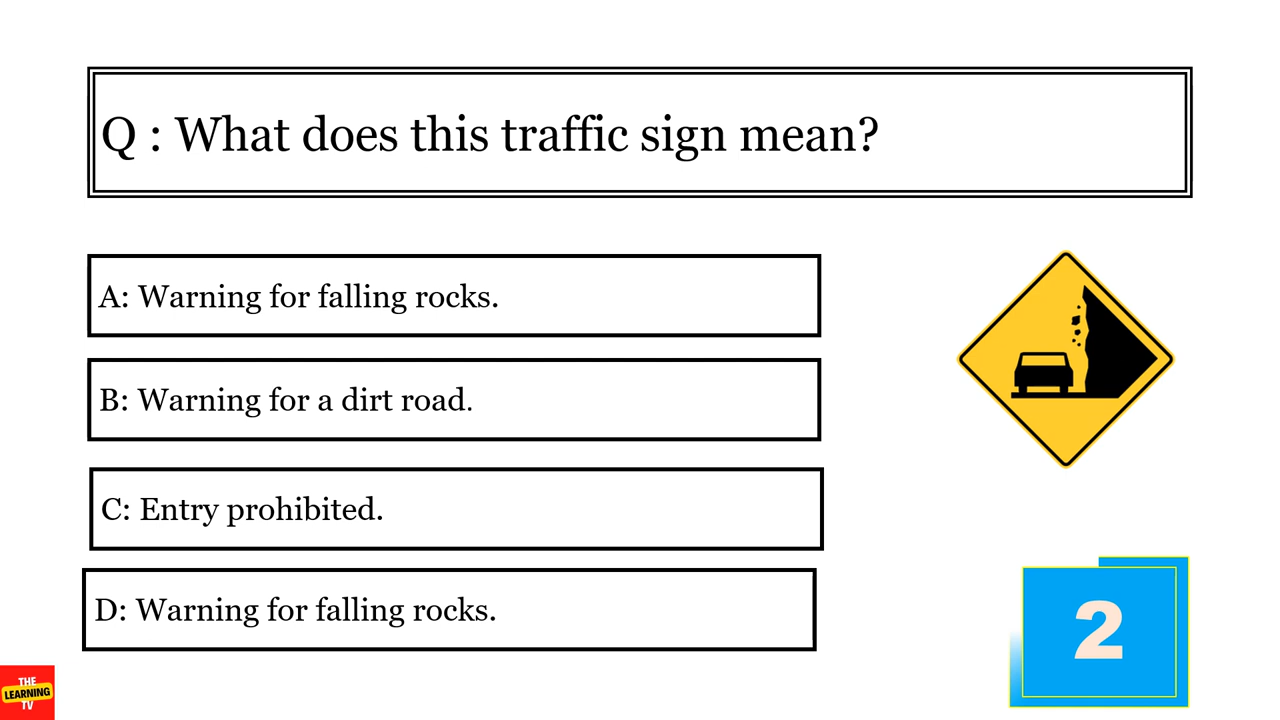 Q : What does this traffic sign mean?
A: Warning for falling rocks.
B: Warning for a dirt road.
C: Entry prohibited.
D: Warning for falling rocks.
2
THE
LEARNING
TV